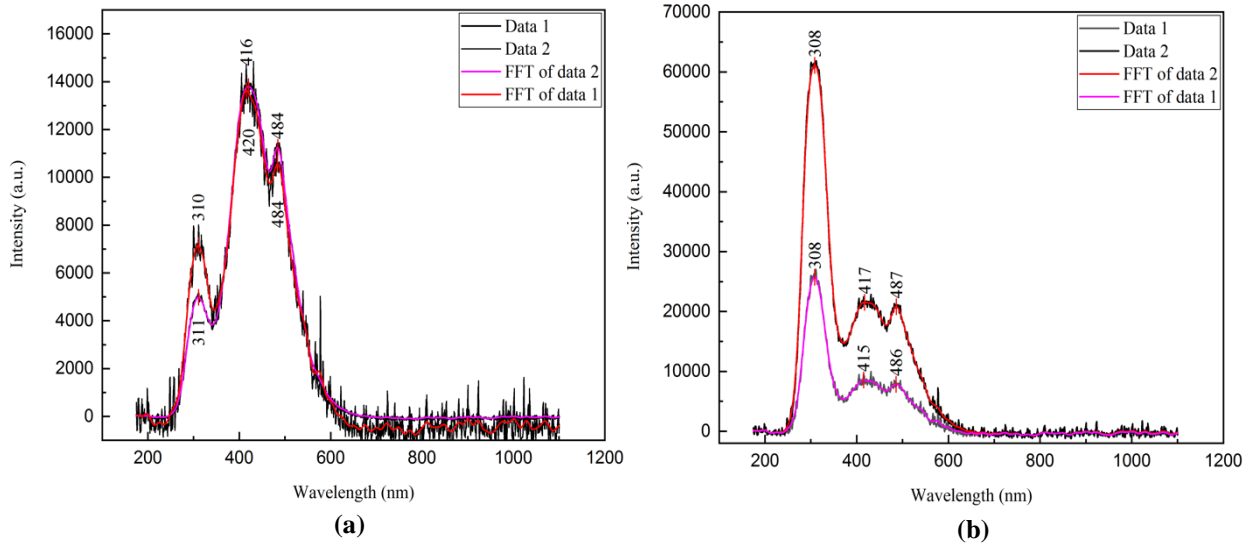 16000
14000
12000
10000
8000
6000
4000
2000
0
200
400
600
800
1000
1200
Intensity (a.u.)
Wavelength (nm)
Data 1
Data 2
FFT of data 2
FFT of data 1
310
311
416
420
484
484
(a)
70000
60000
50000
40000
30000
20000
10000
0
200
400
600
800
1000
1200
Intensity (a.u.)
Wavelength (nm)
Data 1
Data 2
FFT of data 2
FFT of data 1
308
308
417
487
415
486
(b)